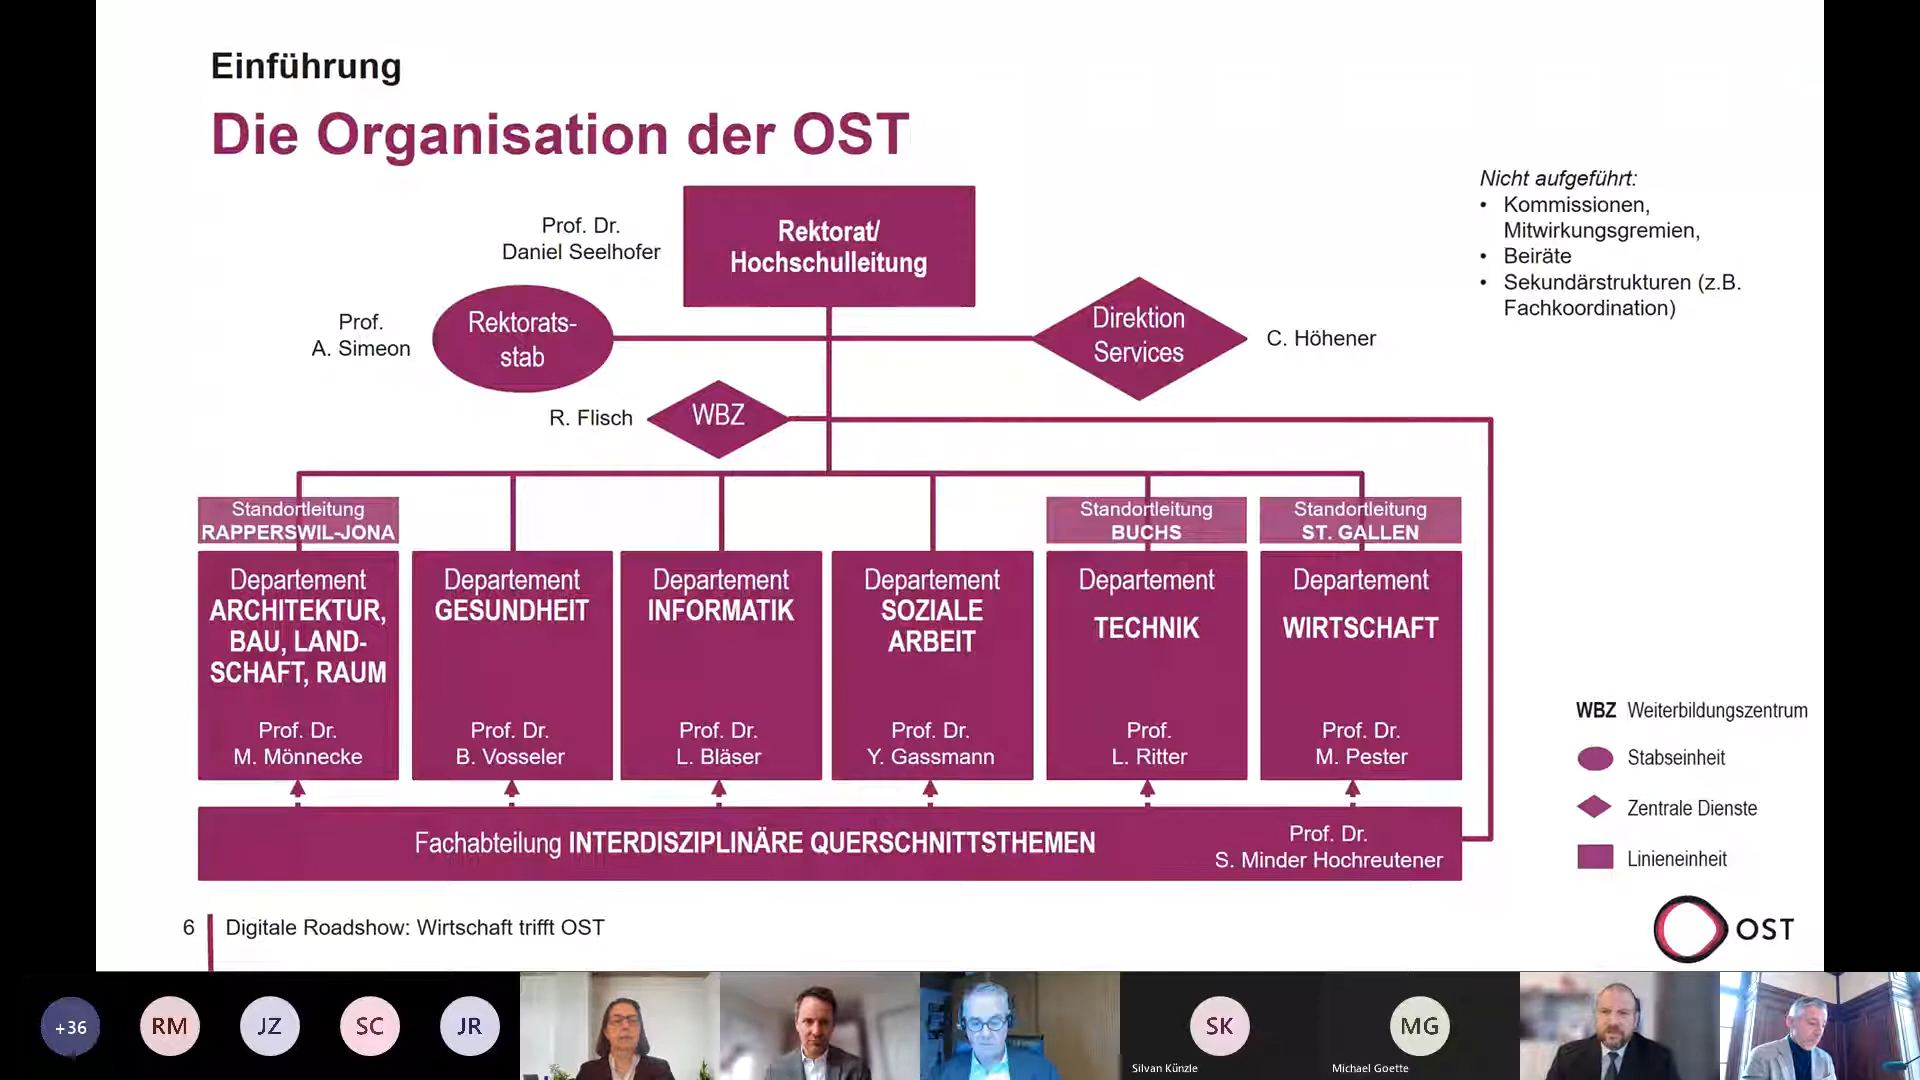 Einführung
Die Organisation der OST
Nicht aufgeführt:
• Kommissionen,
Mitwirkungsgremien,
• Beiräte
• Sekundärstrukturen (z.B.
Fachkoordination)
Prof. Dr.
Daniel Seelhofer
Rektorat/
Hochschulleitung
Prof.
A. Simeon
Rektorats-
stab
Direktion
Services
C. Höhener
R. Flisch
WBZ
Standortleitung
RAPPERSWIL-JONA
Standortleitung
BUCHS
Standortleitung
ST. GALLEN
Departement
ARCHITEKTUR,
BAU, LAND-
SCHAFT, RAUM
Prof. Dr.
M. Mönnecke
Departement
GESUNDHEIT
Prof. Dr.
B. Vosseler
Departement
INFORMATIK
Prof. Dr.
L. Bläser
Departement
SOZIALE
ARBEIT
Prof. Dr.
Y. Gassmann
Departement
TECHNIK
Prof.
L. Ritter
Departement
WIRTSCHAFT
Prof. Dr.
M. Pester
Fachabteilung INTERDISZIPLINÄRE QUERSCHNITTSTHEMEN
Prof. Dr.
S. Minder Hochreutener
WBZ Weiterbildungszentrum
Stabseinheit
Zentrale Dienste
Linieneinheit
6
Digitale Roadshow: Wirtschaft trifft OST
OST
+36
RM
JZ
SC
JR
SK
Silvan Künzle
MG
Michael Goette